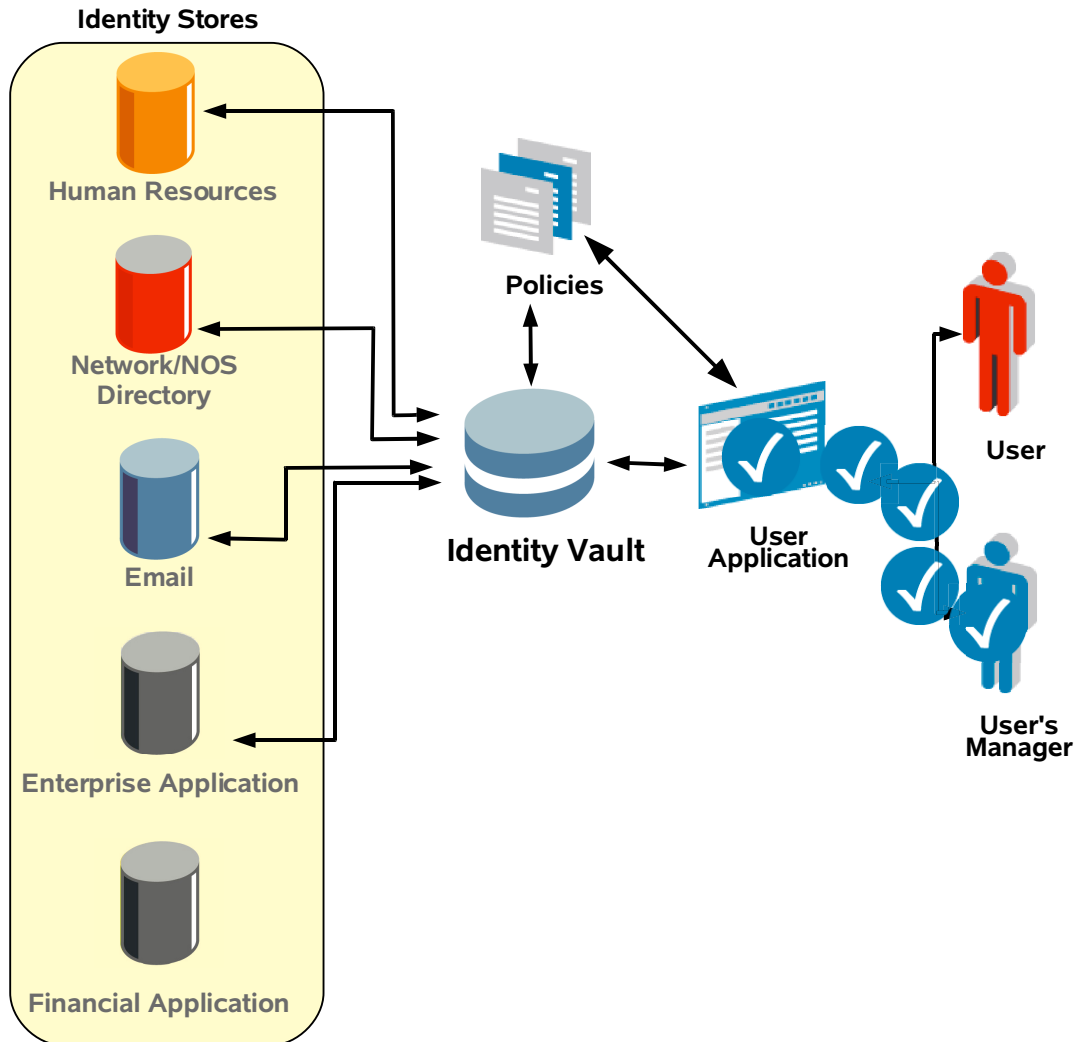 Identity Stores
Human Resources
Network/NOS
Directory
Email
Enterprise Application
Financial Application
Policies
Identity Vault
User
Application
User
User's
Manager